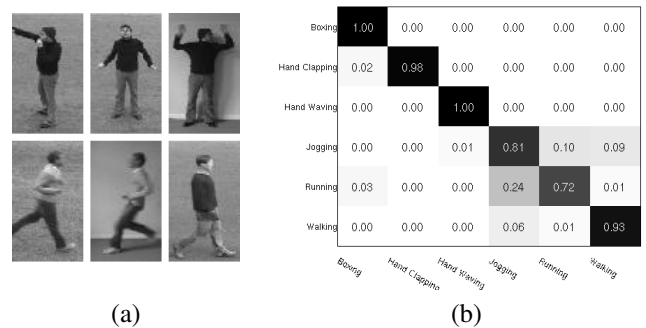 Boxing 1.00 0.00 0.00 0.00 0.00 0.00
Hand Clapping 0.02 0.98 0.00 0.00 0.00 0.00
Hand Waving 0.00 0.00 1.00 0.00 0.00 0.00
Jogging 0.00 0.00 0.01 0.81 0.10 0.09
Running 0.03 0.00 0.00 0.24 0.72 0.01
Walking 0.00 0.00 0.00 0.06 0.01 0.93
Boxing Hand Clapping Hand Waving Jogging Running Walking
(a) (b)